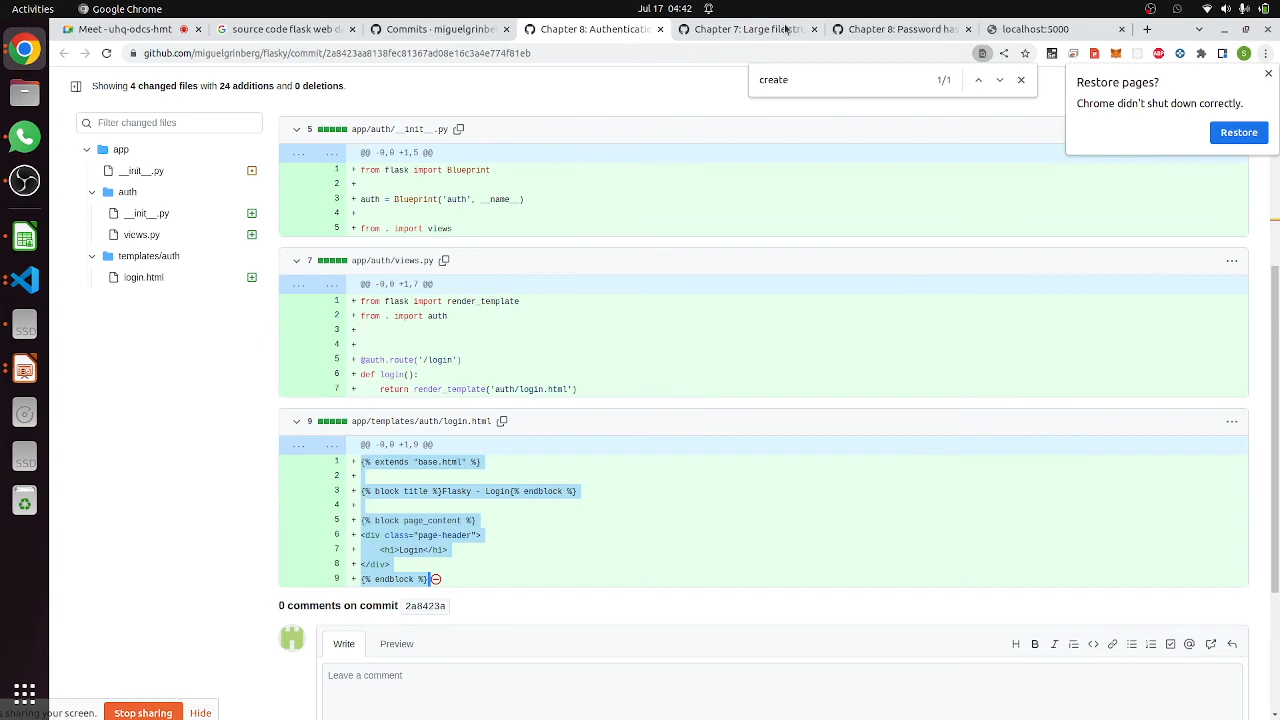 Activities
Google Chrome
Jul 17 04:42
Meet - uhq-odcs-hmt
source code flask web d
Commits · miguelgrinber
Chapter 8: Authenticatio
Chapter 7: Large file stru
Chapter 8: Password has
localhost:5000
github.com/miguelgrinberg/flasky/commit/2a8423aa8138fec81367ad08e16c3a4e774f81eb
create
1/1
Restore pages?
Chrome didn't shut down correctly.
Restore
Showing 4 changed files with 24 additions and 0 deletions.
Filter changed files
app
__init__.py
auth
__init__.py
views.py
templates/auth
login.html
5 app/auth/__init__.py
... ... @@ -0,0 +1,5 @@
1 + from flask import Blueprint
2 +
3 + auth = Blueprint('auth', __name__)
4 +
5 + from . import views
7 app/auth/views.py
... ... @@ -0,0 +1,7 @@
1 + from flask import render_template
2 + from . import auth
3 +
4 +
5 + @auth.route('/login')
6 + def login():
7 + return render_template('auth/login.html')
9 app/templates/auth/login.html
... ... @@ -0,0 +1,9 @@
1 + {% extends "base.html" %}
2 +
3 + {% block title %}Flasky - Login{% endblock %}
4 +
5 + {% block page_content %}
6 + <div class="page-header">
7 + <h1>Login</h1>
8 + </div>
9 + {% endblock %}
0 comments on commit 2a8423a
Write
Preview
Leave a comment
SSD
SSD
s sharing your screen.
Stop sharing
Hide